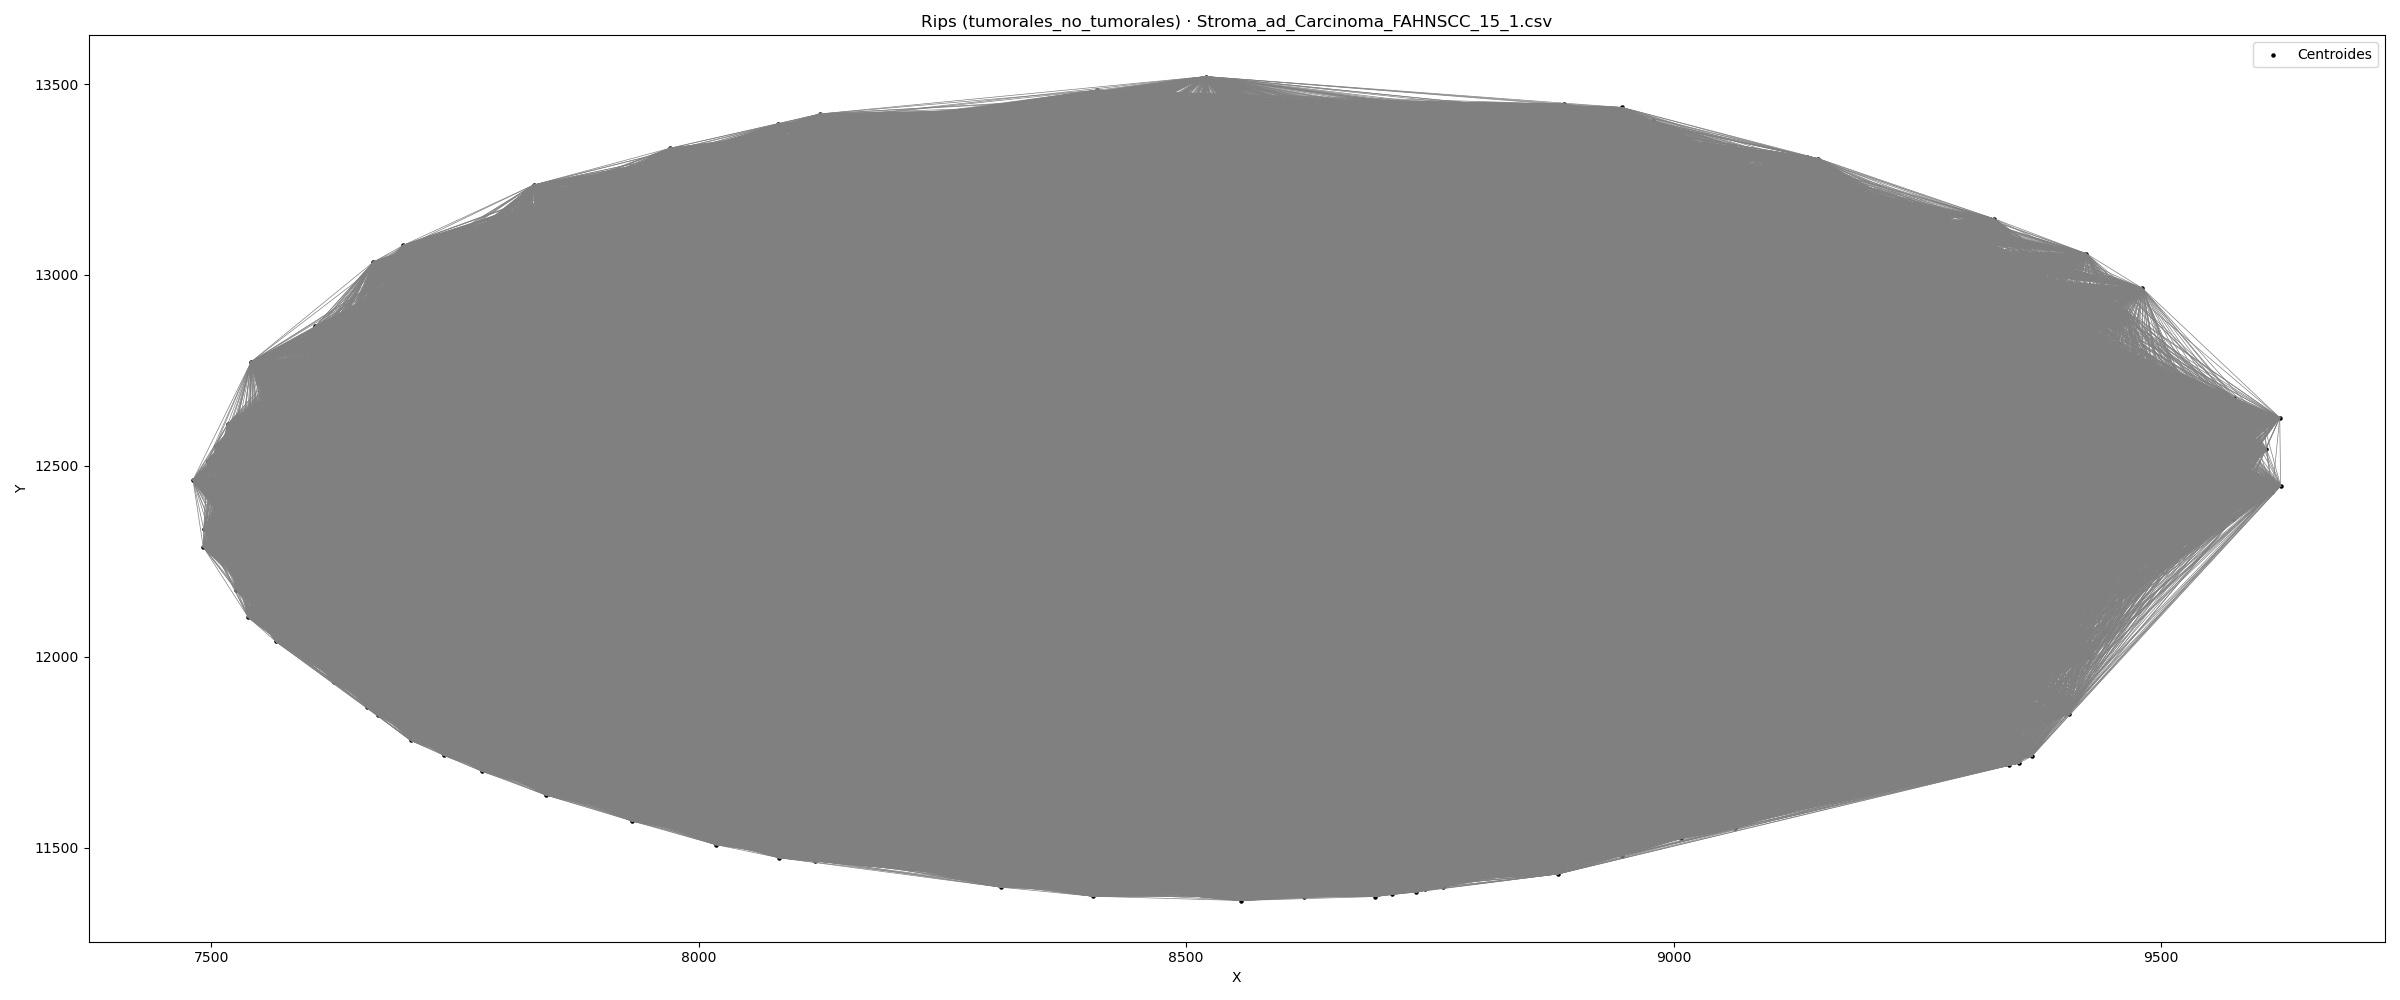 Rips (tumorales_no_tumorales) · Stroma_ad_Carcinoma_FAHNSCC_15_1.csv
Centroides
13500
13000
12500
12000
11500
Y
7500 8000 8500 9000 9500
X